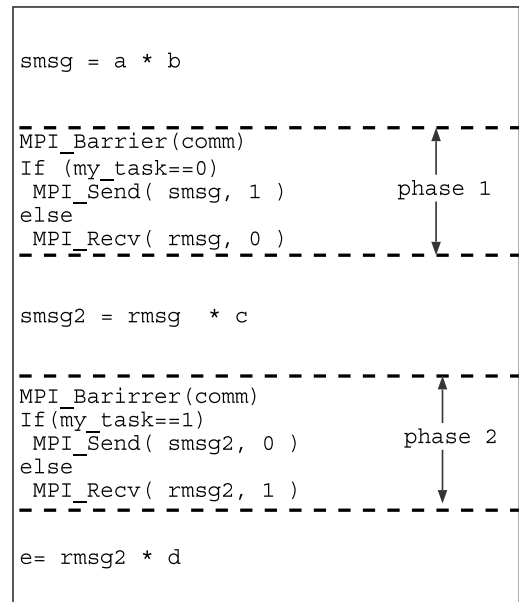 smsg = a * b
MPI_Barrier(comm)
If (my_task==0)
MPI_Send( smsg, 1 )
phase 1
else
MPI_Recv( rmsg, 0 )
smsg2 = rmsg * c
MPI_Barirrer(comm)
If(my_task==1)
MPI_Send( smsg2, 0 )
phase 2
else
MPI_Recv( rmsg2, 1 )
e= rmsg2 * d